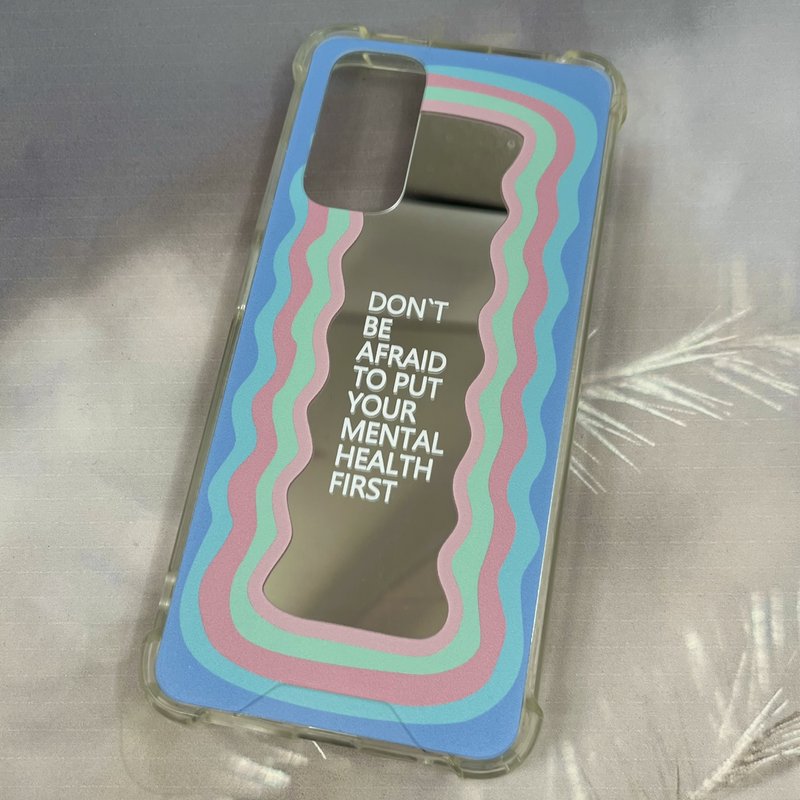 DON`T
BE
AFRAID
TO PUT
YOUR
MENTAL
HEALTH
FIRST